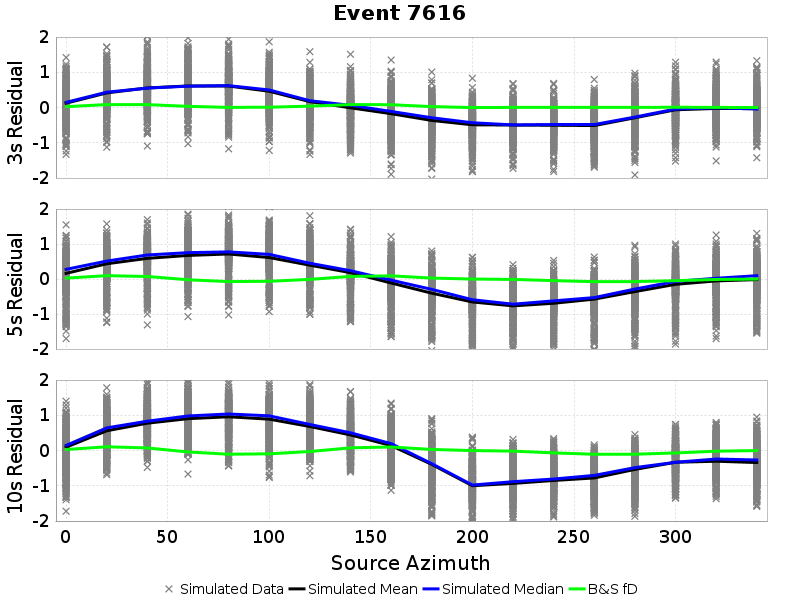 Event 7616
3s Residual
2
1
0
-1
-2
5s Residual
2
1
0
-1
-2
10s Residual
2
1
0
-1
-2
0 50 100 150 200 250 300
Source Azimuth
Simulated Data Simulated Mean Simulated Median B&S fD